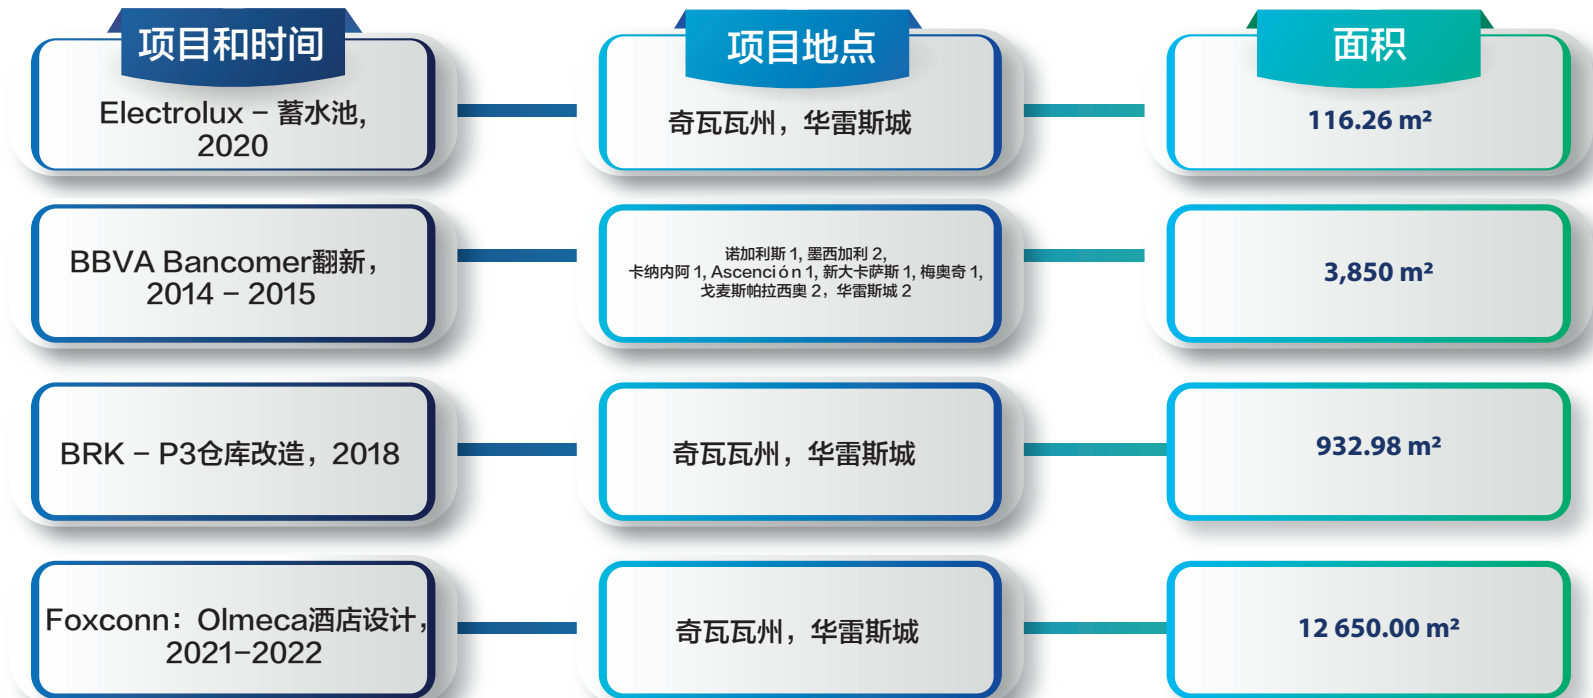 项目和时间
项目地点
面积
Electrolux – 蓄水池,
2020
奇瓦瓦州，华雷斯城
116.26 m²
BBVA Bancomer翻新，
2014 – 2015
诺加利斯 1, 墨西加利 2,
卡纳内阿 1, Ascención 1, 新大卡萨斯 1, 梅奥奇 1,
戈麦斯帕拉西奥 2，华雷斯城 2
3,850 m²
BRK – P3仓库改造，2018
奇瓦瓦州，华雷斯城
932.98 m²
Foxconn：Olmeca酒店设计，
2021-2022
奇瓦瓦州，华雷斯城
12 650.00 m²